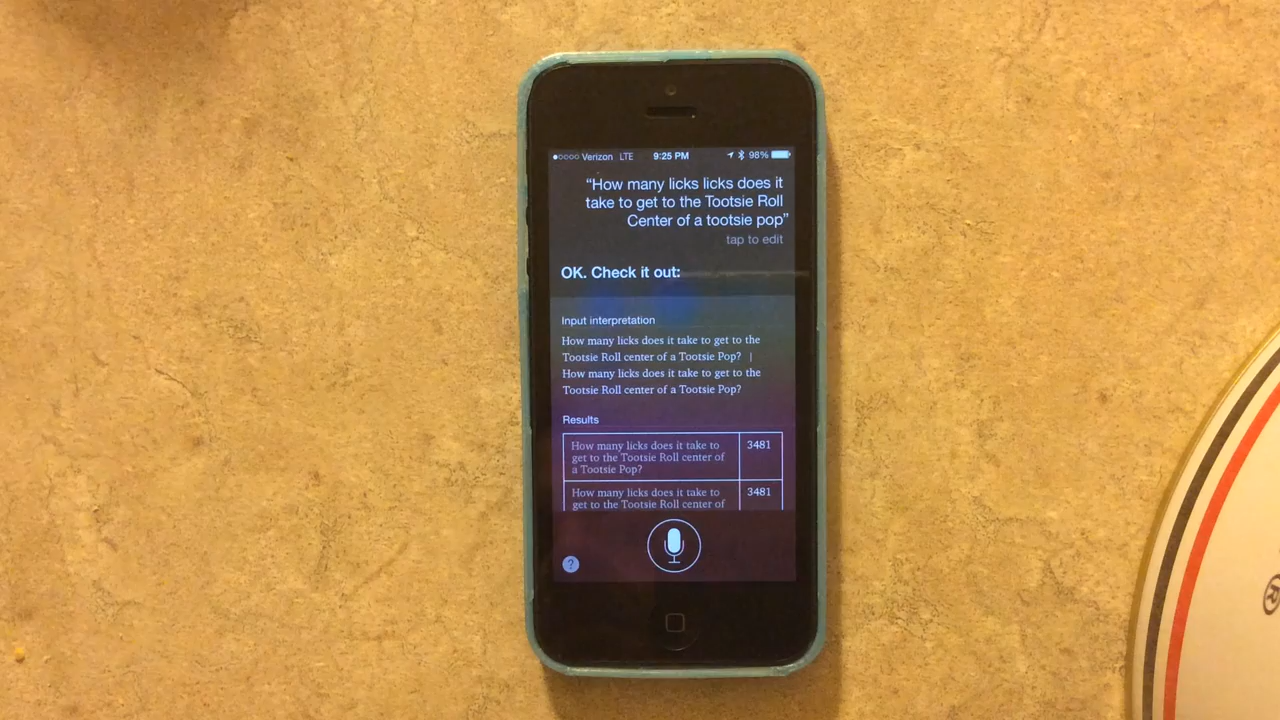 Verizon LTE 9:25 PM 98%
“How many licks licks does it
take to get to the Tootsie Roll
Center of a tootsie pop”
tap to edit
OK. Check it out:
Input interpretation
How many licks does it take to get to the
Tootsie Roll center of a Tootsie Pop? |
How many licks does it take to get to the
Tootsie Roll center of a Tootsie Pop?
Results
How many licks does it take to 3481
get to the Tootsie Roll center of
a Tootsie Pop?
How many licks does it take to 3481
get to the Tootsie Roll center of
?
®